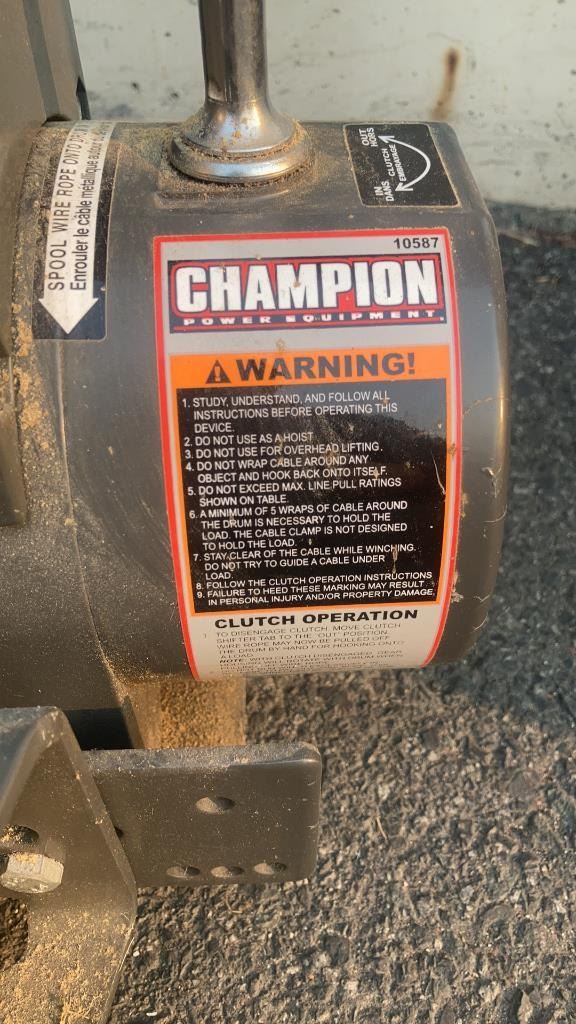 SPOOL WIRE ROPE ONTO
Enrouler le câble métallique
OUT
HORS
CLUTCH
EMBRAYAGE
IN
DANS
10587
CHAMPION
POWER EQUIPMENT.
WARNING!
1. STUDY, UNDERSTAND, AND FOLLOW ALL
INSTRUCTIONS BEFORE OPERATING THIS
DEVICE.
2. DO NOT USE AS A HOIST
3. DO NOT USE FOR OVERHEAD LIFTING.
4. DO NOT WRAP CABLE AROUND ANY
OBJECT AND HOOK BACK ONTO ITSELF.
5. DO NOT EXCEED MAX. LINE PULL RATINGS
SHOWN ON TABLE.
6. A MINIMUM OF 5 WRAPS OF CABLE AROUND
THE DRUM IS NECESSARY TO HOLD THE
LOAD. THE CABLE CLAMP IS NOT DESIGNED
TO HOLD THE LOAD.
7. STAY CLEAR OF THE CABLE WHILE WINCHING.
DO NOT TRY TO GUIDE A CABLE UNDER
LOAD.
8. FOLLOW THE CLUTCH OPERATION INSTRUCTIONS
9. FAILURE TO HEED THESE MARKING MAY RESULT
IN PERSONAL INJURY AND/OR PROPERTY DAMAGE.
CLUTCH OPERATION
TO DISENGAGE CLUTCH, MOVE CLUTCH
SHIFTER TAB TO THE "OUT" POSITION.
WIRE ROPE MAY NOW BE PULLED OFF
THE DRUM BY HAND FOR HOOKING ONTO
NOTE: WITH CLUTCH DISENGAGED, GEAR
ROTATE WITH DRUM WHEN